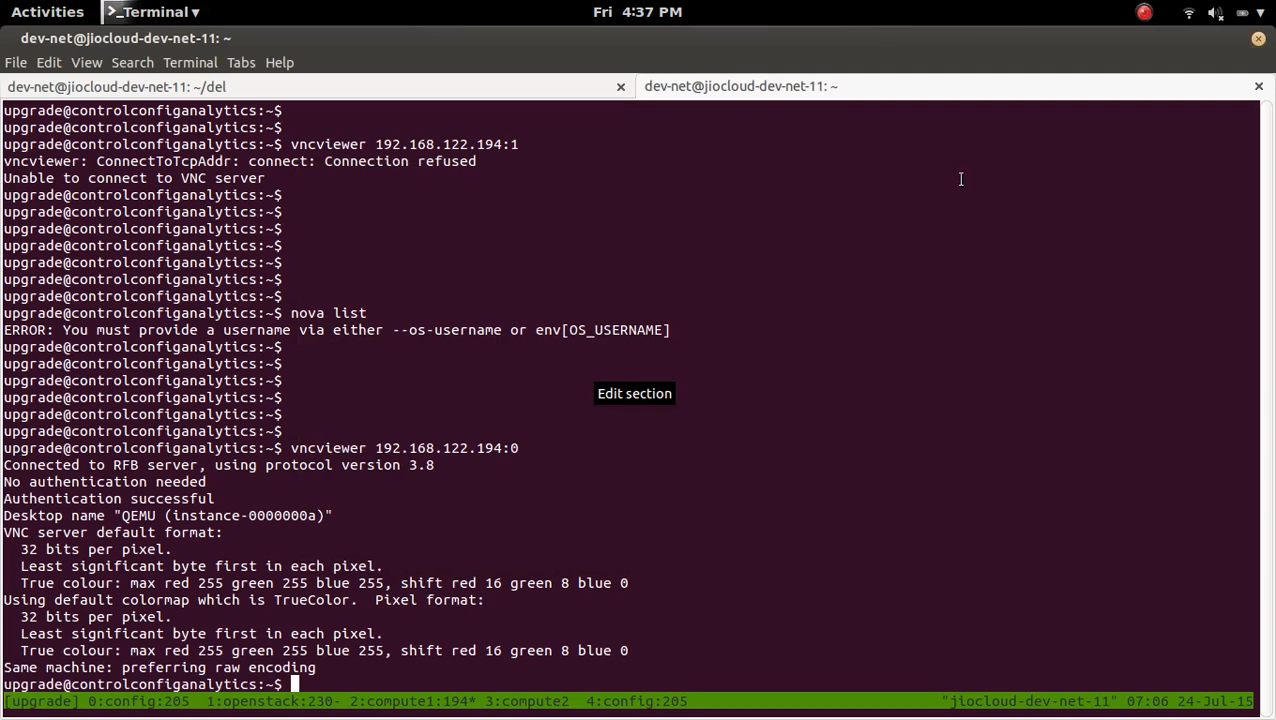 Activities >_Terminal ▾ Fri 4:37 PM
dev-net@jiocloud-dev-net-11: ~
File Edit View Search Terminal Tabs Help
dev-net@jiocloud-dev-net-11: ~/del × dev-net@jiocloud-dev-net-11: ~ ×
upgrade@controlconfiganalytics:~$
upgrade@controlconfiganalytics:~$
upgrade@controlconfiganalytics:~$ vncviewer 192.168.122.194:1
vncviewer: ConnectToTcpAddr: connect: Connection refused
Unable to connect to VNC server
upgrade@controlconfiganalytics:~$
upgrade@controlconfiganalytics:~$
upgrade@controlconfiganalytics:~$
upgrade@controlconfiganalytics:~$
upgrade@controlconfiganalytics:~$
upgrade@controlconfiganalytics:~$
upgrade@controlconfiganalytics:~$
upgrade@controlconfiganalytics:~$ nova list
ERROR: You must provide a username via either --os-username or env[OS_USERNAME]
upgrade@controlconfiganalytics:~$
upgrade@controlconfiganalytics:~$
upgrade@controlconfiganalytics:~$
upgrade@controlconfiganalytics:~$
Edit section
upgrade@controlconfiganalytics:~$
upgrade@controlconfiganalytics:~$
upgrade@controlconfiganalytics:~$ vncviewer 192.168.122.194:0
Connected to RFB server, using protocol version 3.8
No authentication needed
Authentication successful
Desktop name "QEMU (instance-0000000a)"
VNC server default format:
32 bits per pixel.
Least significant byte first in each pixel.
True colour: max red 255 green 255 blue 255, shift red 16 green 8 blue 0
Using default colormap which is TrueColor. Pixel format:
32 bits per pixel.
Least significant byte first in each pixel.
True colour: max red 255 green 255 blue 255, shift red 16 green 8 blue 0
Same machine: preferring raw encoding
upgrade@controlconfiganalytics:~$
[upgrade] 0:config:205 1:openstack:230- 2:compute1:194* 3:compute2 4:config:205 "jiocloud-dev-net-11" 07:06 24-Jul-15